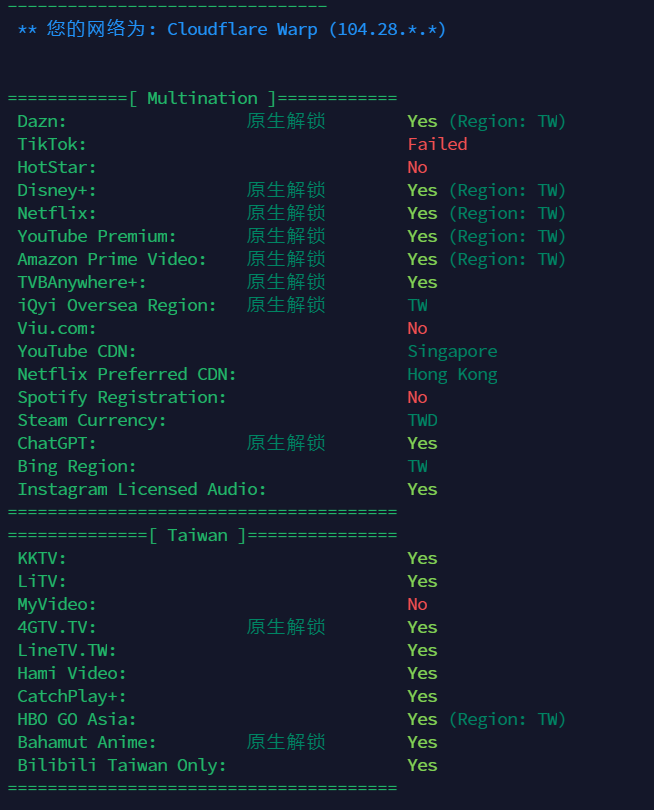 --------------------------------
** 您的网络为: Cloudflare Warp (104.28.*.*)
============[ Multination ]============
Dazn: 原生解锁 Yes (Region: TW)
TikTok: Failed
HotStar: No
Disney+: 原生解锁 Yes (Region: TW)
Netflix: 原生解锁 Yes (Region: TW)
YouTube Premium: 原生解锁 Yes (Region: TW)
Amazon Prime Video: 原生解锁 Yes (Region: TW)
TVBAnywhere+: 原生解锁 Yes
iQyi Oversea Region: 原生解锁 TW
Viu.com: No
YouTube CDN: Singapore
Netflix Preferred CDN: Hong Kong
Spotify Registration: No
Steam Currency: TWD
ChatGPT: 原生解锁 Yes
Bing Region: TW
Instagram Licensed Audio: Yes
=======================================
==============[ Taiwan ]===============
KKTV: Yes
LiTV: Yes
MyVideo: No
4GTV.TV: 原生解锁 Yes
LineTV.TW: Yes
Hami Video: Yes
CatchPlay+: Yes
HBO GO Asia: Yes (Region: TW)
Bahamut Anime: 原生解锁 Yes
Bilibili Taiwan Only: Yes
=======================================